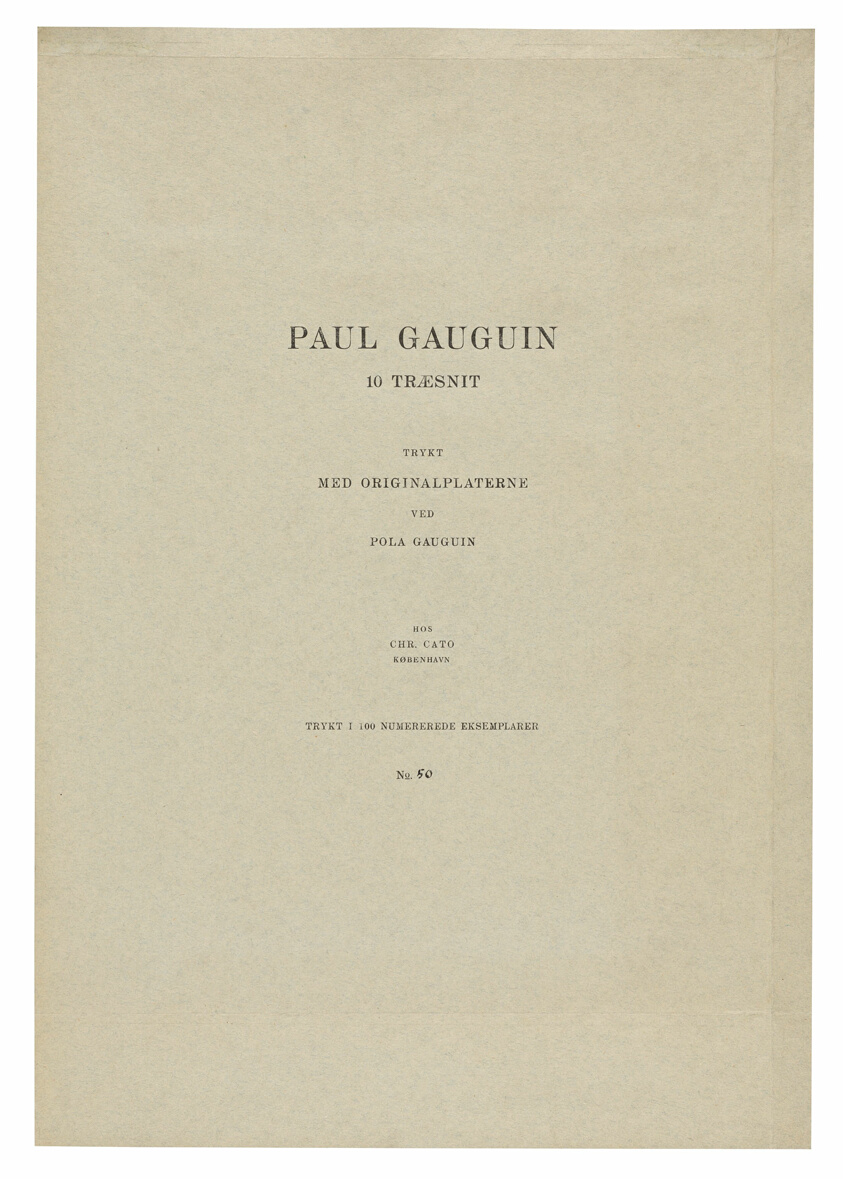 PAUL GAUGUIN
10 TRÆSNIT
TRYKT
MED ORIGINALPLATERNE
VED
POLA GAUGUIN
HOS
CHR. CATO
KØBENHAVN
TRYKT I 100 NUMEREREDE EKSEMPLARER
No. 50